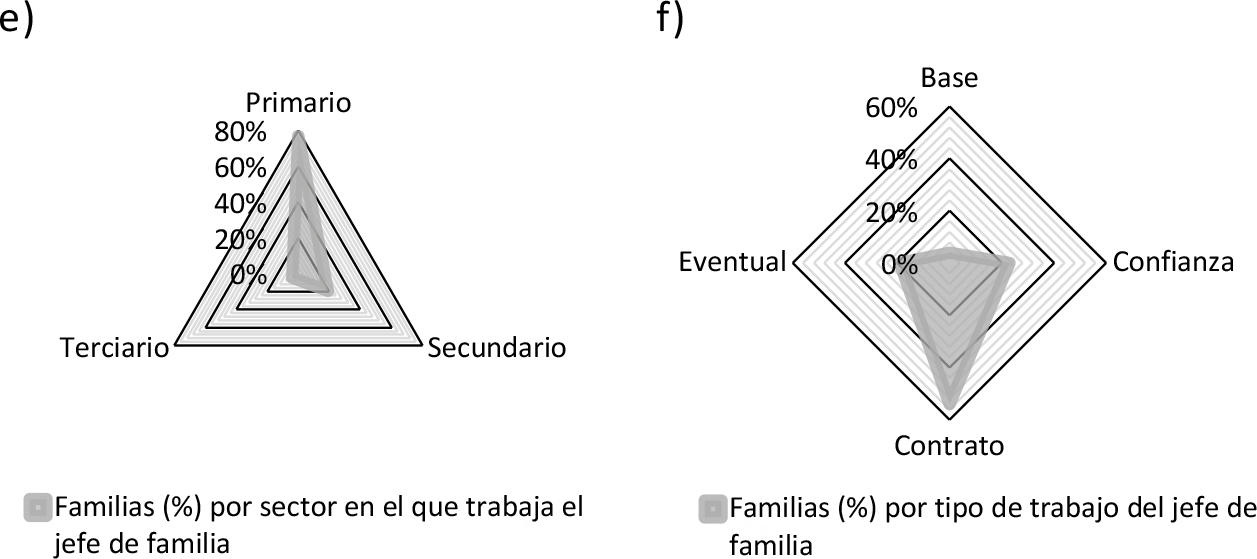 e)
Primario
80%
60%
40%
20%
0%
Terciario
Secundario
Familias (%) por sector en el que trabaja el
jefe de familia
f)
Base
60%
40%
20%
0%
Eventual
Confianza
Contrato
Familias (%) por tipo de trabajo del jefe de
familia